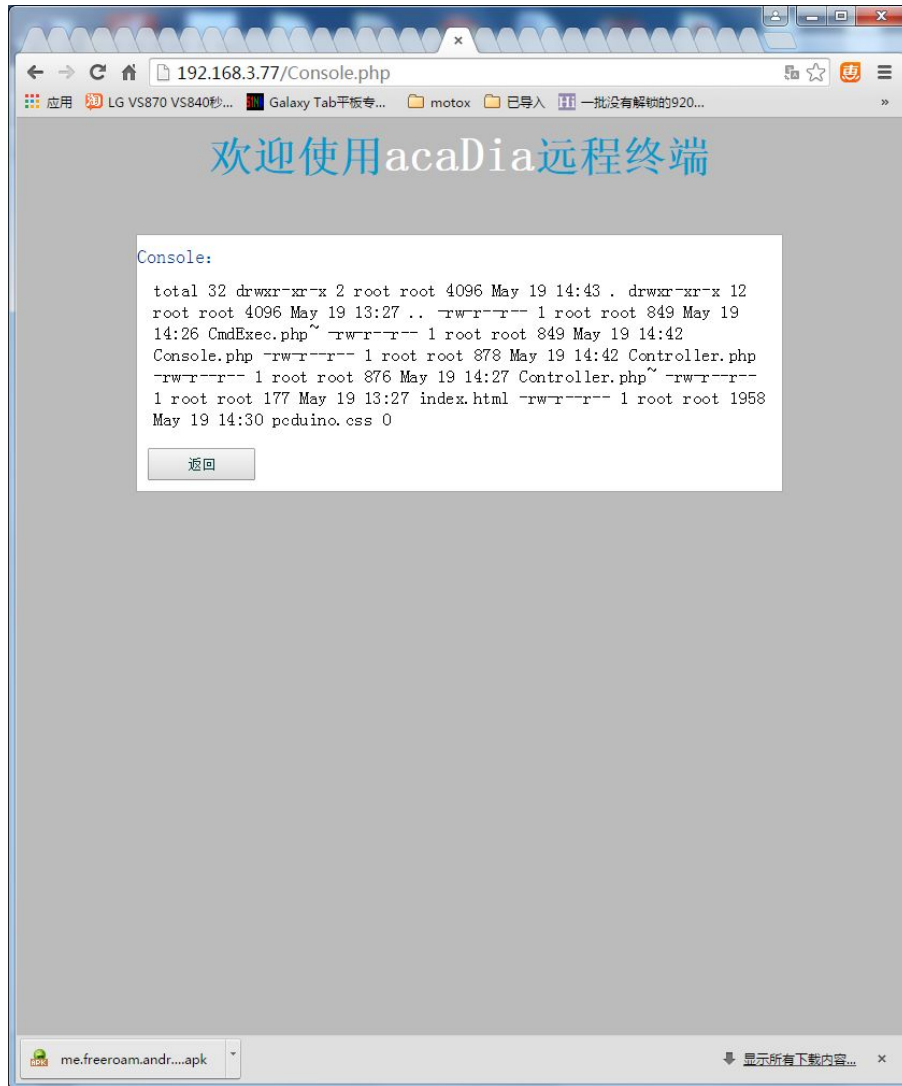 192.168.3.77/Console.php
应用 LG VS870 VS840秒... Galaxy Tab平板专... motox 已导入 一批没有解锁的920... »
欢迎使用acaDia远程终端
Console:
total 32 drwxr-xr-x 2 root root 4096 May 19 14:43 . drwxr-xr-x 12
root root 4096 May 19 13:27 .. -rw-r--r-- 1 root root 849 May 19
14:26 CmdExec.php~ -rw-r--r-- 1 root root 849 May 19 14:42
Console.php -rw-r--r-- 1 root root 878 May 19 14:42 Controller.php
-rw-r--r-- 1 root root 876 May 19 14:27 Controller.php~ -rw-r--r--
1 root root 177 May 19 13:27 index.html -rw-r--r-- 1 root root 1958
May 19 14:30 pcduino.css 0
返回
me.freeroam.andr....apk 显示所有下载内容...